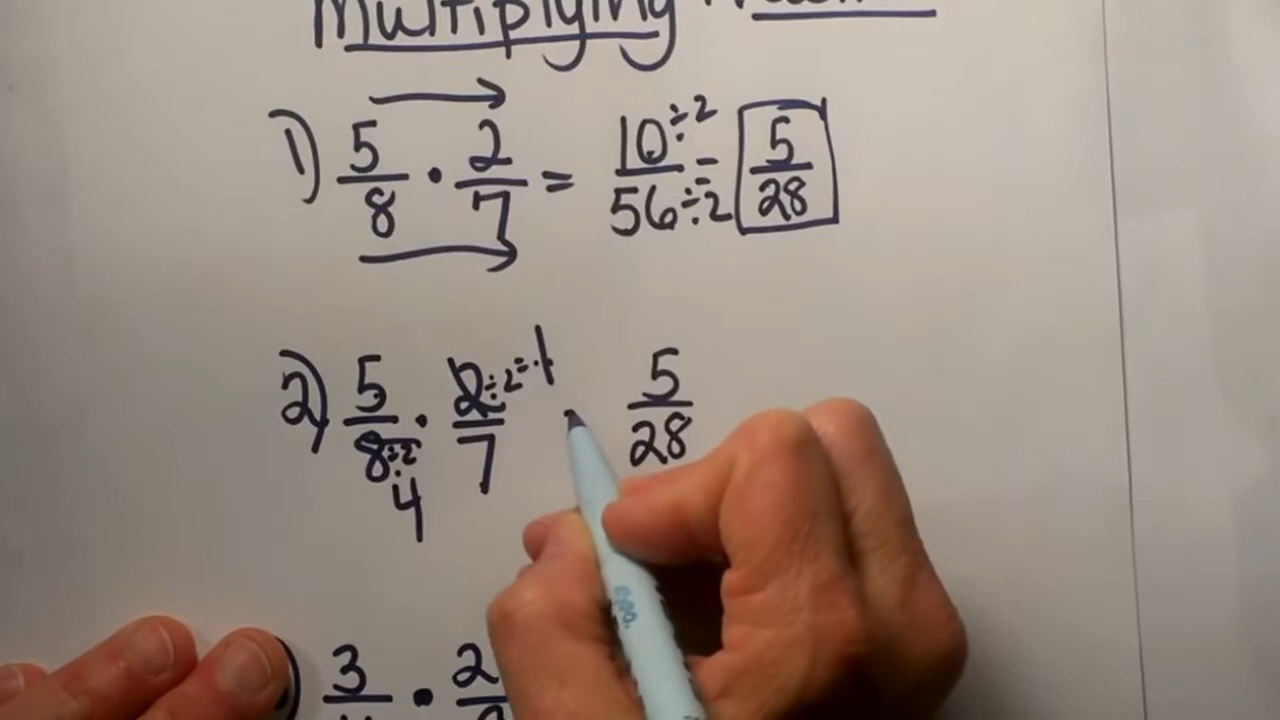 Multiplying
1) 5/8 · 2/7 = 10÷2/56÷2 = 5/28
2) 5/8÷2 4 · 2÷2=1/7 5/28
3 · 2
expo